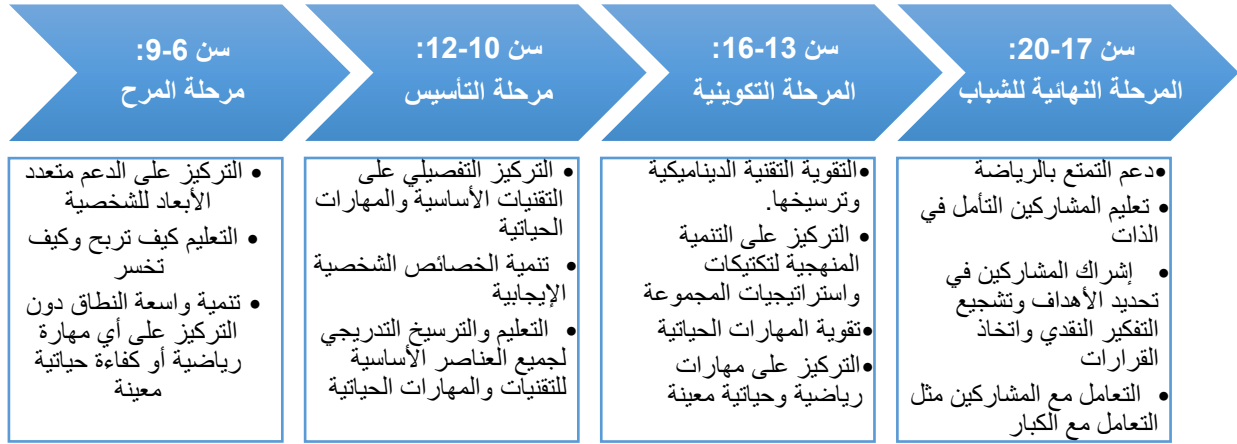 سن 6-9:
مرحلة المرح
• التركيز على الدعم متعدد
الأبعاد للشخصية
• التعليم كيف تربح وكيف
تخسر
• تنمية واسعة النطاق دون
التركيز على أي مهارة
رياضية أو كفاءة حياتية
معينة
سن 10-12:
مرحلة التأسيس
• التركيز التفصيلي على
التقنيات الأساسية والمهارات
الحياتية
• تنمية الخصائص الشخصية
الإيجابية
• التعليم والترسيخ التدريجي
لجميع العناصر الأساسية
للتقنيات والمهارات الحياتية
سن 13-16:
المرحلة التكوينية
•التقوية التقنية الديناميكية
وترسيخها.
• التركيز على التنمية
المنهجية لتكتيكات
واستراتيجيات المجموعة
•تقوية المهارات الحياتية
•التركيز على مهارات
رياضية وحياتية معينة
سن 17-20:
المرحلة النهائية للشباب
•دعم التمتع بالرياضة
• تعليم المشاركين التأمل في
الذات
• إشراك المشاركين في
تحديد الأهداف وتشجيع
التفكير النقدي واتخاذ
القرارات
• التعامل مع المشاركين مثل
التعامل مع الكبار